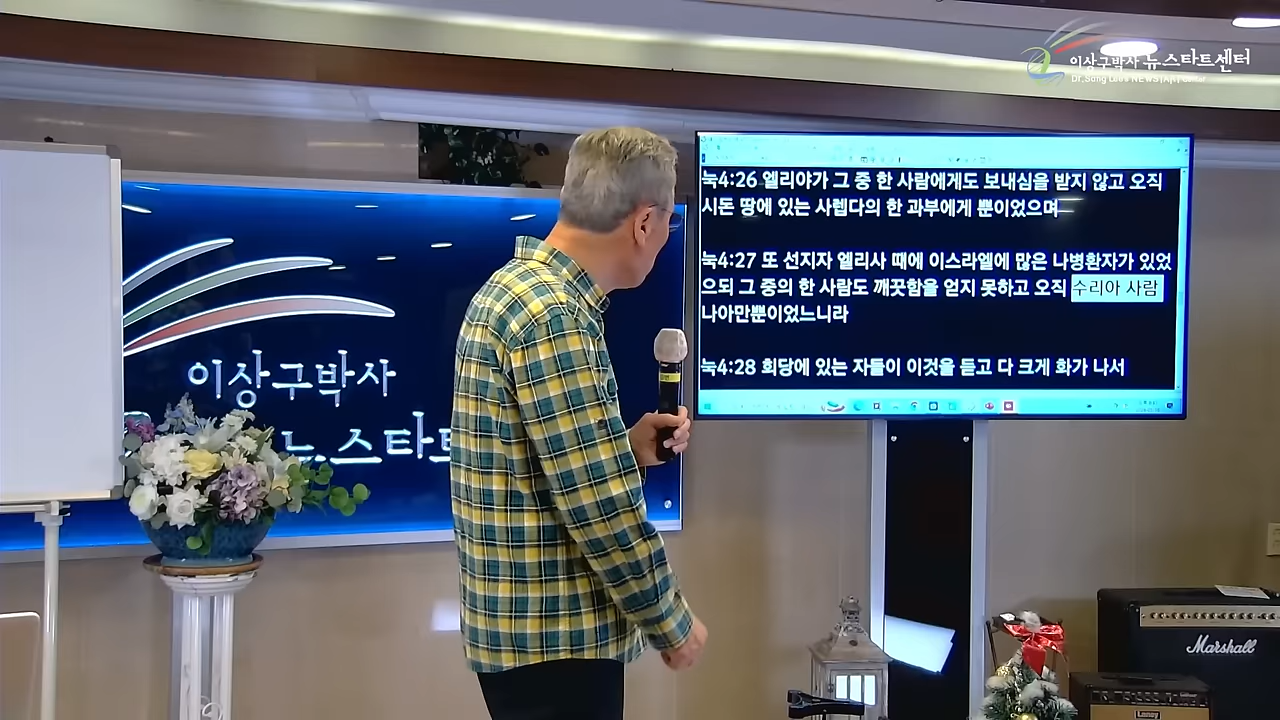 이상구박사 뉴스타트센터
Dr.Sang Lee's NEWSTART Center
눅4:26 엘리야가 그 중 한 사람에게도 보내심을 받지 않고 오직
시돈 땅에 있는 사렙다의 한 과부에게 뿐이었으며
눅4:27 또 선지자 엘리사 때에 이스라엘에 많은 나병환자가 있었
으되 그 중의 한 사람도 깨끗함을 얻지 못하고 오직 수리아 사람
나아만뿐이었느니라
눅4:28 회당에 있는 자들이 이것을 듣고 다 크게 화가 나서
이상구박사
뉴스타트
Marshall
Laney